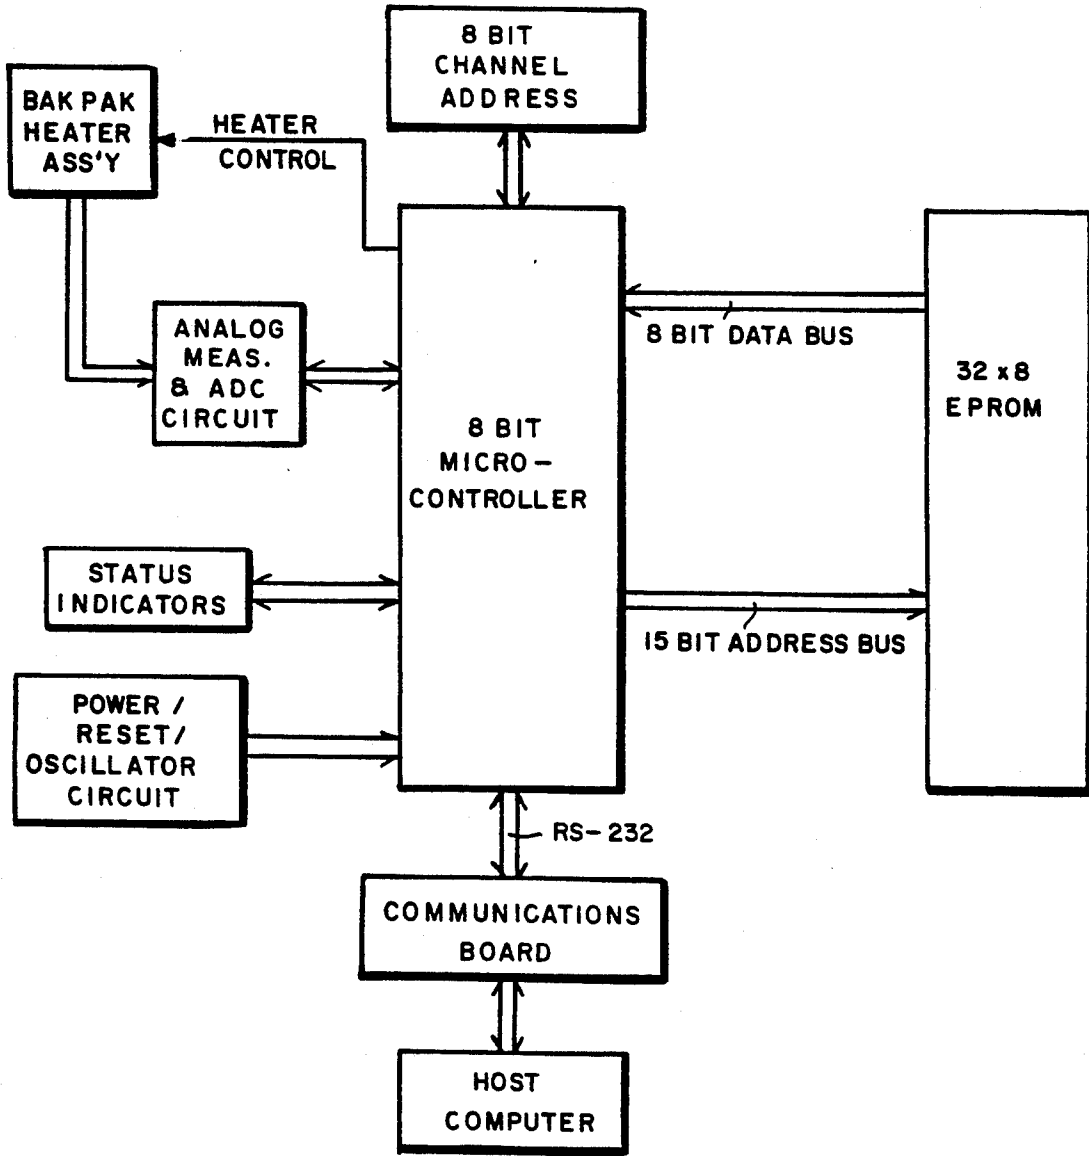 8 BIT
CHANNEL
ADDRESS
BAK PAK
HEATER
ASS'Y
HEATER
CONTROL
ANALOG
MEAS.
& ADC
CIRCUIT
8 BIT
MICRO-
CONTROLLER
8 BIT DATA BUS
32 x 8
EPROM
STATUS
INDICATORS
15 BIT ADDRESS BUS
POWER /
RESET/
OSCILLATOR
CIRCUIT
RS-232
COMMUNICATIONS
BOARD
HOST
COMPUTER